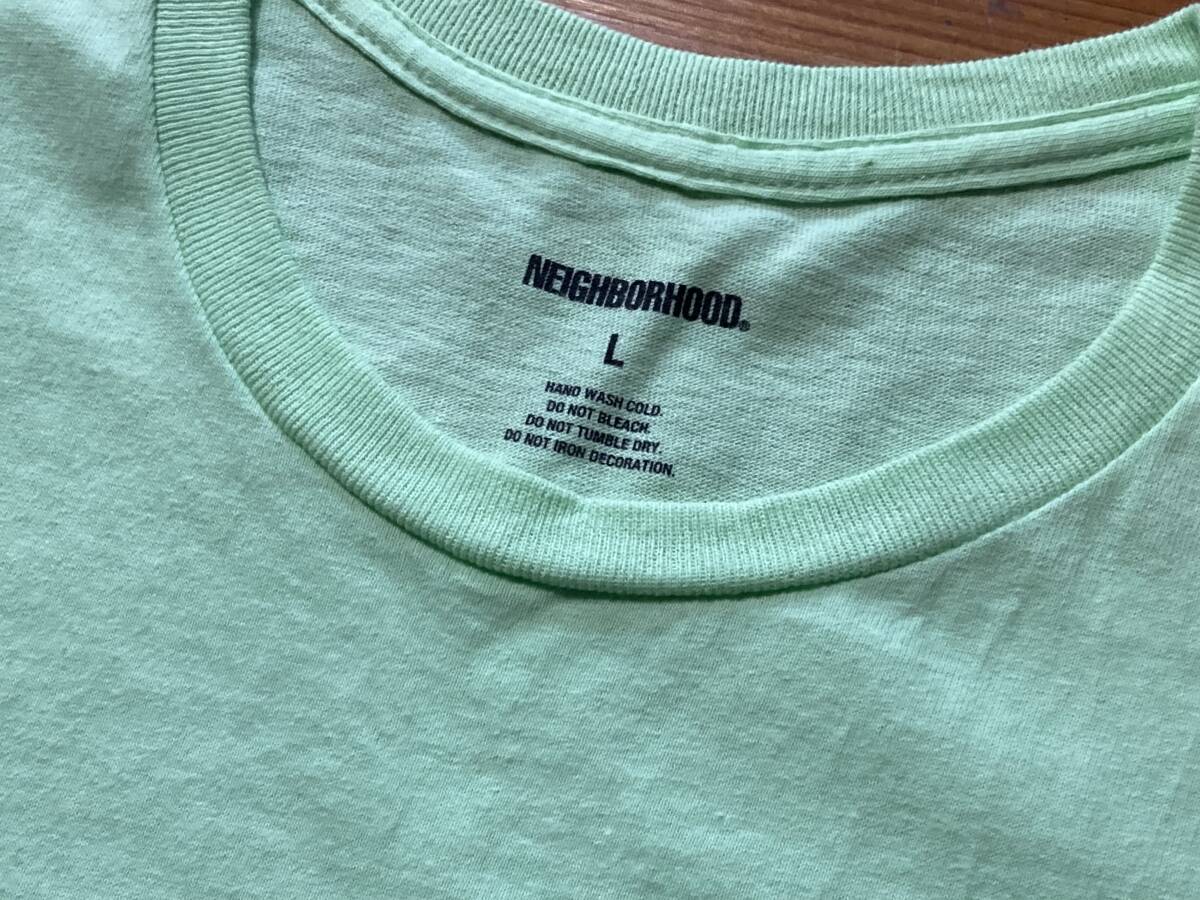 NEIGHBORHOOD®
L
HAND WASH COLD.
DO NOT BLEACH.
DO NOT TUMBLE DRY.
DO NOT IRON DECORATION.